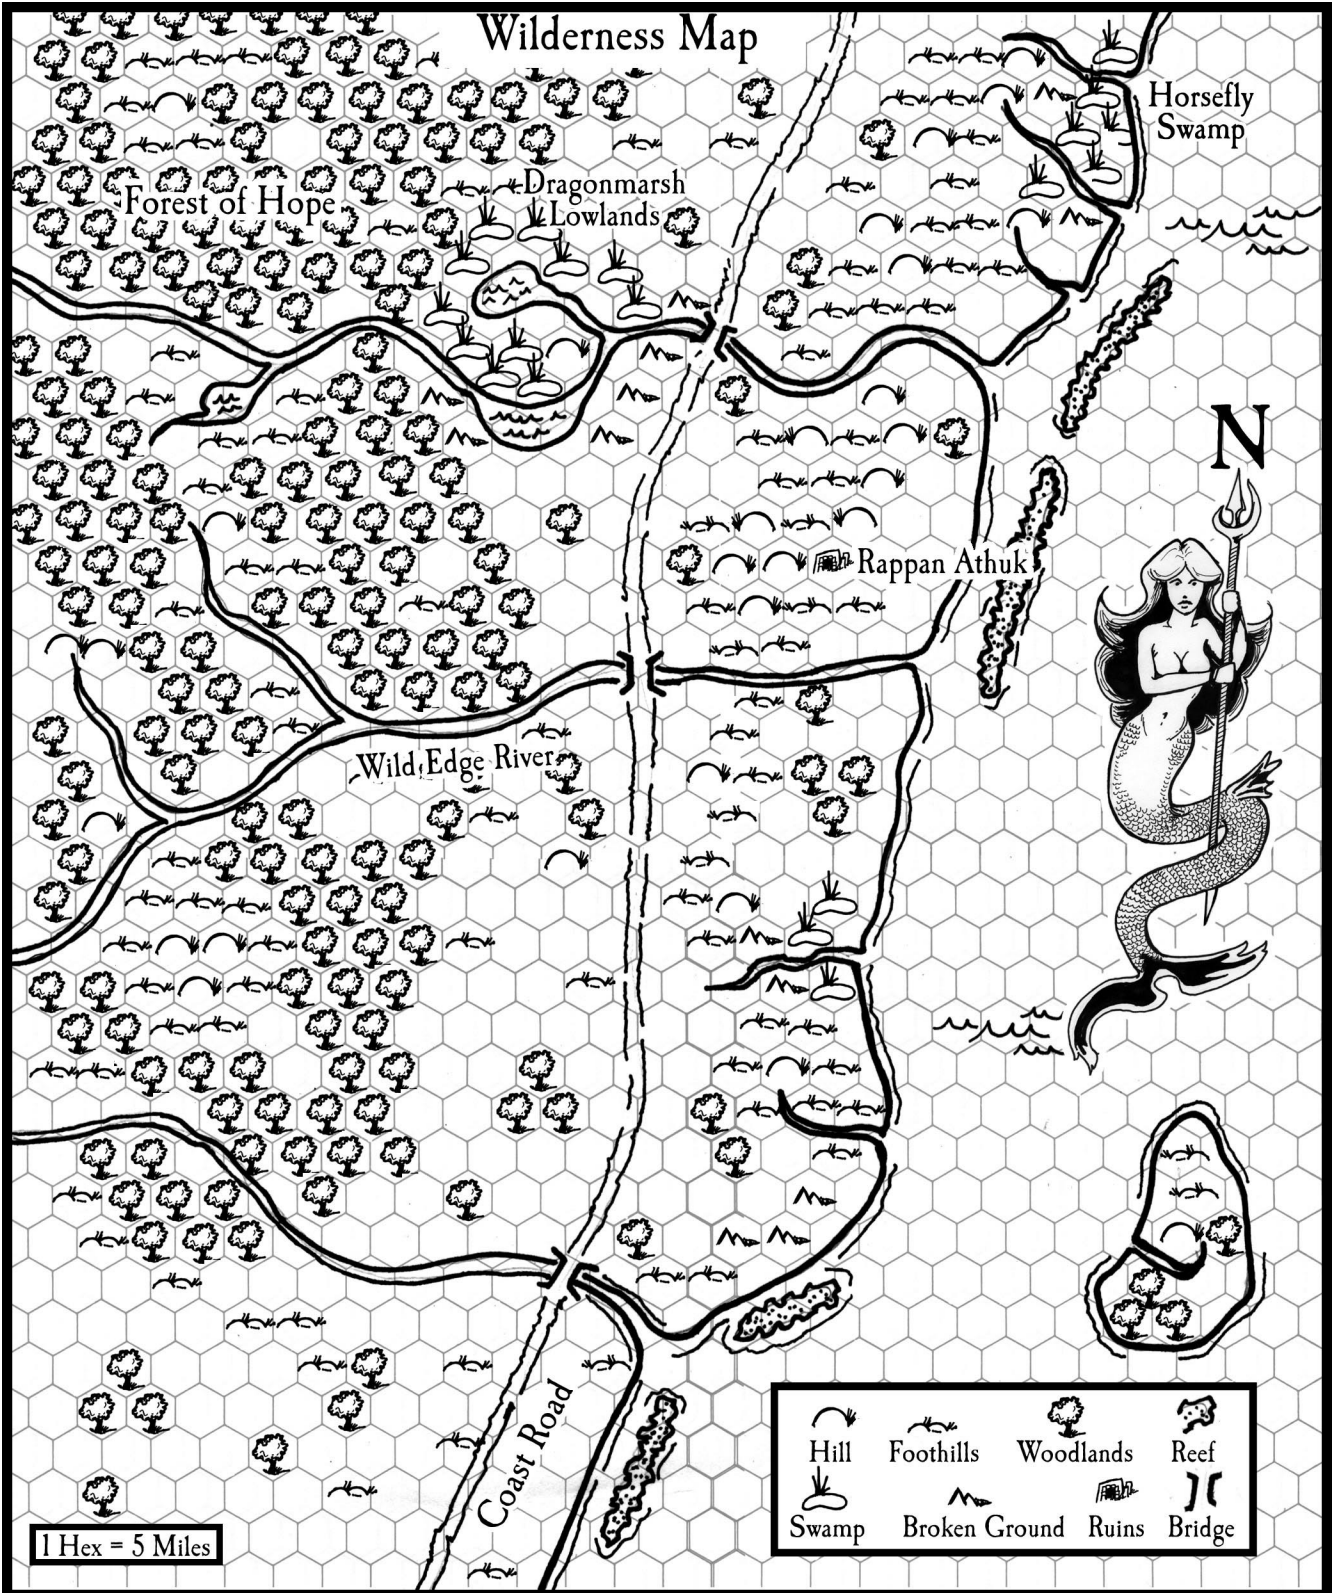 Wilderness Map
Horsefly
Swamp
Dragonmarsh
Lowlands
Forest of Hope
N
Rappan Athuk
Wild Edge River
Coast Road
Hill
Foothills
Woodlands
Reef
Swamp
Broken Ground
Ruins
Bridge
1 Hex = 5 Miles